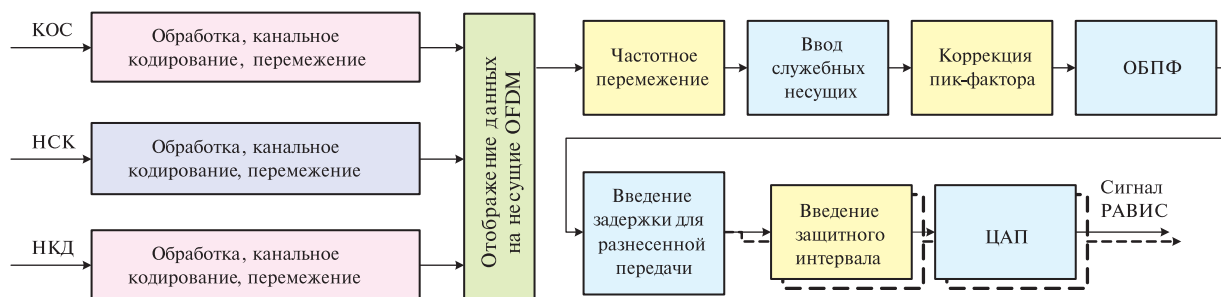 КОС
Обработка, канальное
кодирование, перемежение
НСК
Обработка, канальное
кодирование, перемежение
НКД
Обработка, канальное
кодирование, перемежение
Отображение данных
на несущие OFDM
Частотное
перемежение
Ввод
служебных
несущих
Коррекция
пик-фактора
ОБПФ
Введение
задержки для
разнесенной
передачи
Введение
защитного
интервала
ЦАП
Сигнал
РАВИС